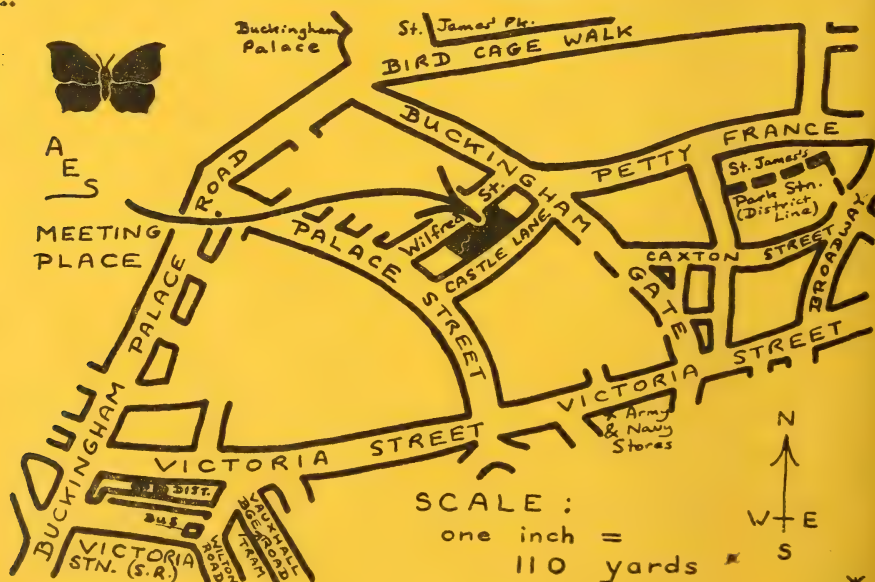 Buckingham
Palace
St. James' Pk.
BIRD CAGE WALK
BUCKINGHAM
GATE
PETTY FRANCE
St. James's
Park Stn.
(District
Line)
A
E
S
MEETING
PLACE
BUCKINGHAM PALACE ROAD
Wilfred St.
CASTLE LANE
PALACE STREET
CAXTON STREET
BROADWAY
VICTORIA STREET
Army
& Navy
Stores
VICTORIA STREET
DIST.
BUS
VICTORIA
STN. (S.R.)
WILTON
ROAD
VAUXHALL
BGE ROAD
TRAM
SCALE:
one inch =
110 yards
N
W E
S